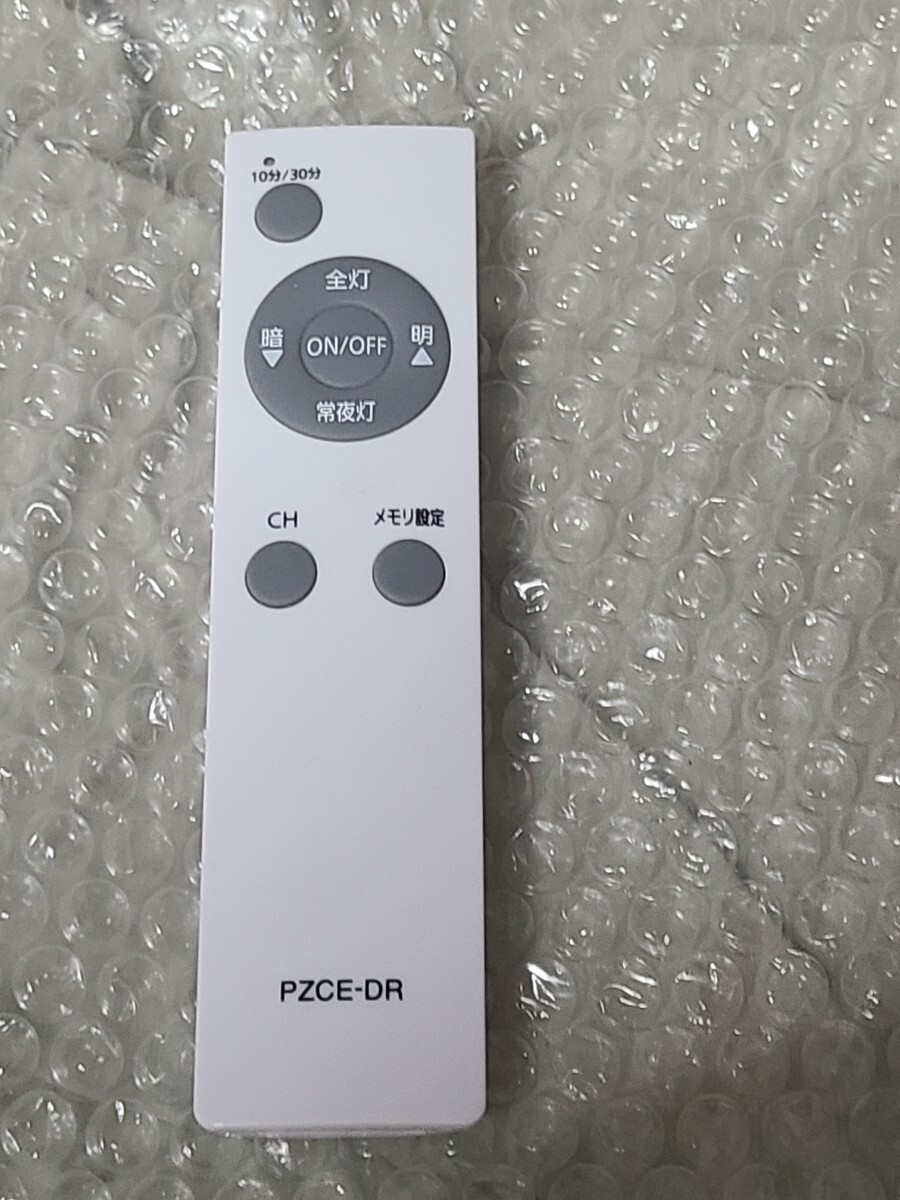 10分/30分
全灯
暗▼ ON/OFF 明▲
常夜灯
CH メモリ設定
PZCE-DR